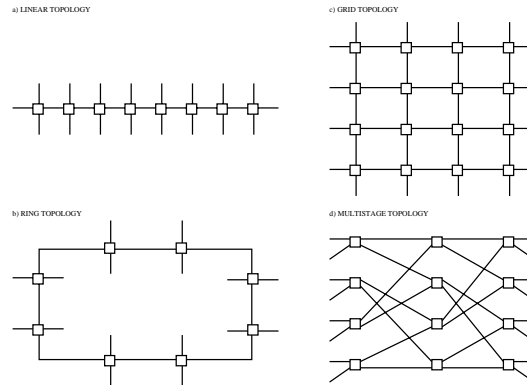 a) LINEAR TOPOLOGY
c) GRID TOPOLOGY
b) RING TOPOLOGY
d) MULTISTAGE TOPOLOGY